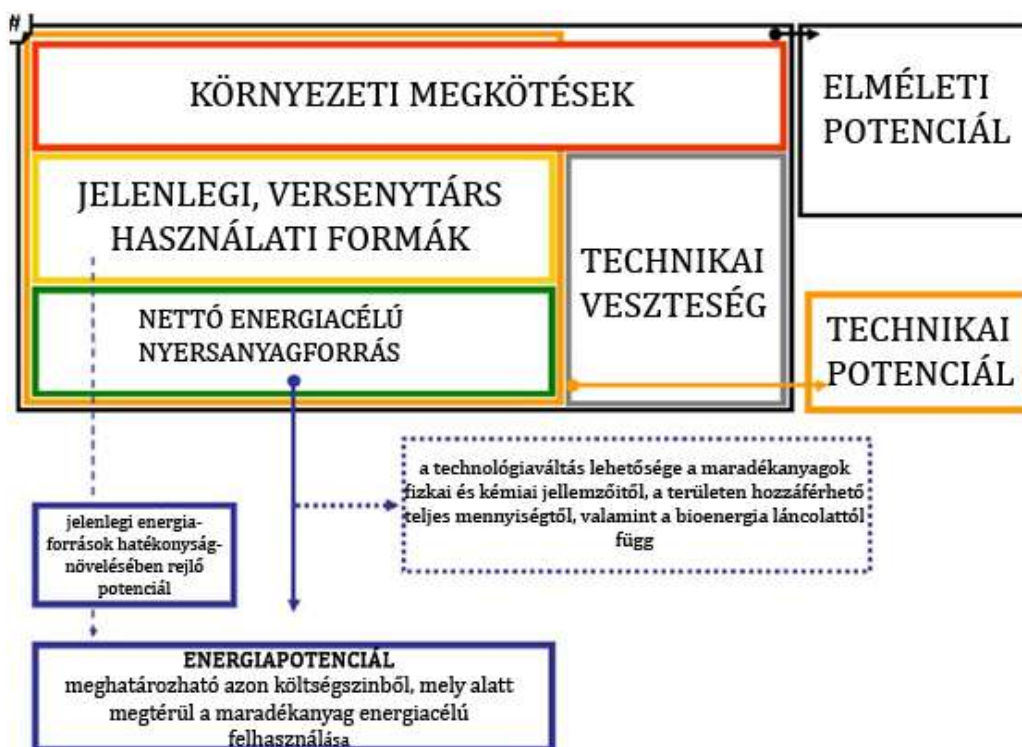 #
KÖRNYEZETI MEGKÖTÉSEK
ELMÉLETI
POTENCIÁL
JELENLEGI, VERSENYTÁRS
HASZNÁLATI FORMÁK
TECHNIKAI
VESZTESÉG
NETTÓ ENERGIACÉLÚ
NYERSANYAGFORRÁS
TECHNIKAI
POTENCIÁL
a technológiaváltás lehetősége a maradékanyagok
fizkai és kémiai jellemzőitől, a területen hozzáférhető
teljes mennyiségtől, valamint a bioenergia láncolattól
függ
jelenlegi energia-
források hatékonyság-
növelésében rejlő
potenciál
ENERGIAPOTENCIÁL
meghatározható azon költségszinből, mely alatt
megtérül a maradékanyag energiacélú
felhasználása